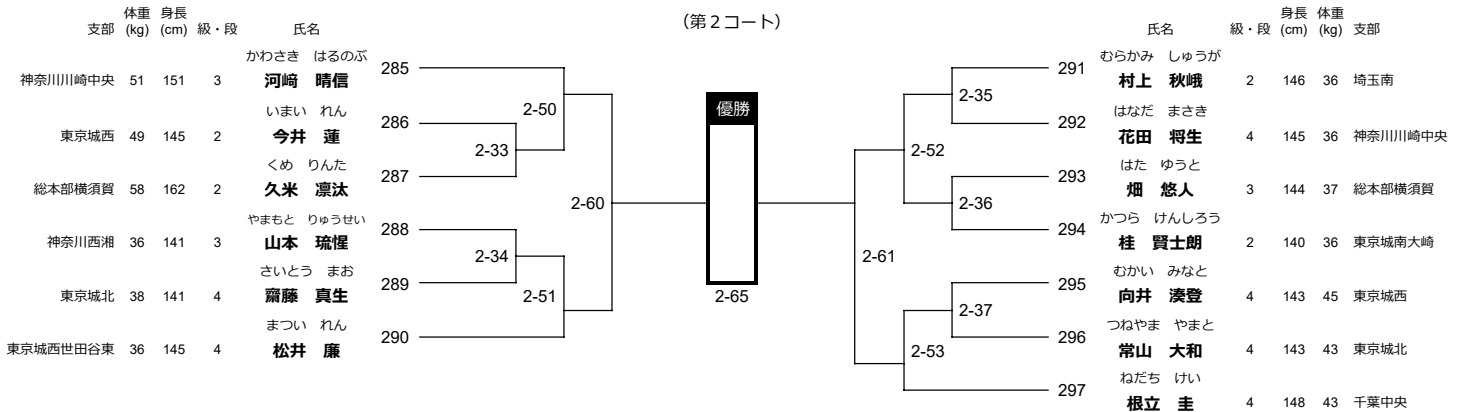 (第２コート)
支部 体重(kg) 身長(cm) 級・段 氏名
かわさき はるのぶ
神奈川川崎中央 51 151 3 河﨑 晴信 285
いまい れん
東京城西 49 145 2 今井 蓮 286
くめ りんた
総本部横須賀 58 162 2 久米 凛汰 287
やまもと りゅうせい
神奈川西湘 36 141 3 山本 琉惺 288
さいとう まお
東京城北 38 141 4 齋藤 真生 289
まつい れん
東京城西世田谷東 36 145 4 松井 廉 290
2-50
2-33
2-60
2-34
2-51
優勝
2-65
氏名 級・段 身長(cm) 体重(kg) 支部
むらかみ しゅうが
291 村上 秋峨 2 146 36 埼玉南
はなだ まさき
292 花田 将生 4 145 36 神奈川川崎中央
はた ゆうと
293 畑 悠人 3 144 37 総本部横須賀
かつら けんしろう
294 桂 賢士朗 2 140 36 東京城南大崎
むかい みなと
295 向井 湊登 4 143 45 東京城西
つねやま やまと
296 常山 大和 4 143 43 東京城北
ねだち けい
297 根立 圭 4 148 43 千葉中央
2-35
2-52
2-36
2-61
2-37
2-53